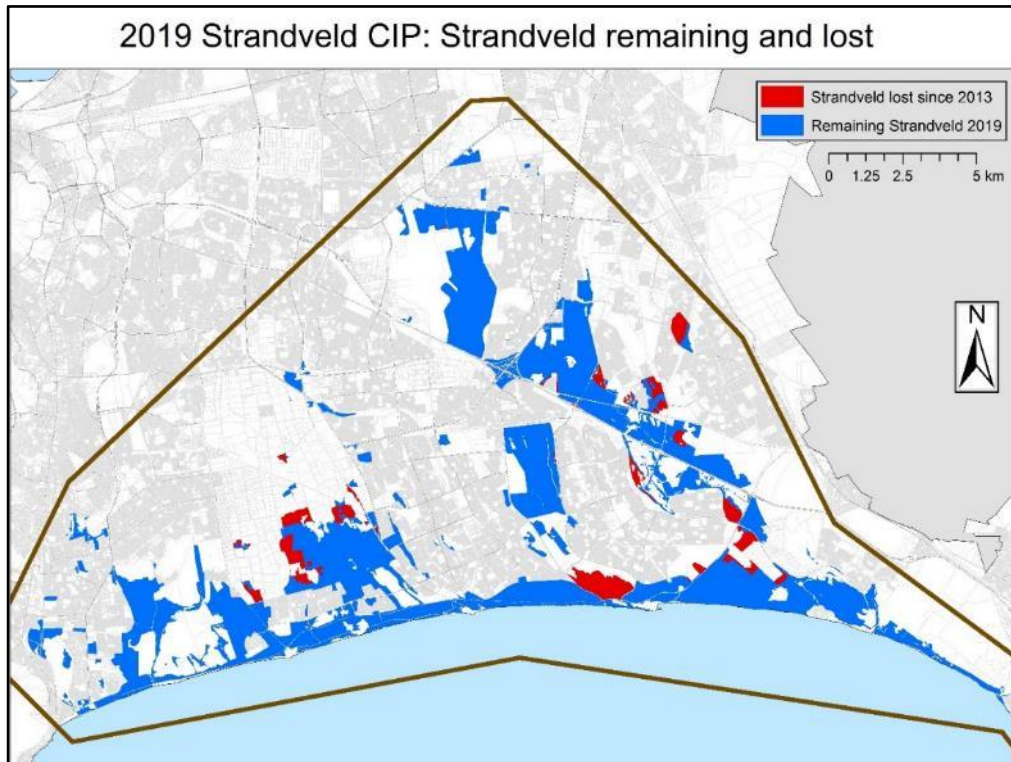 2019 Strandveld CIP: Strandveld remaining and lost
Strandveld lost since 2013
Remaining Strandveld 2019
0 1.25 2.5 5 km
N